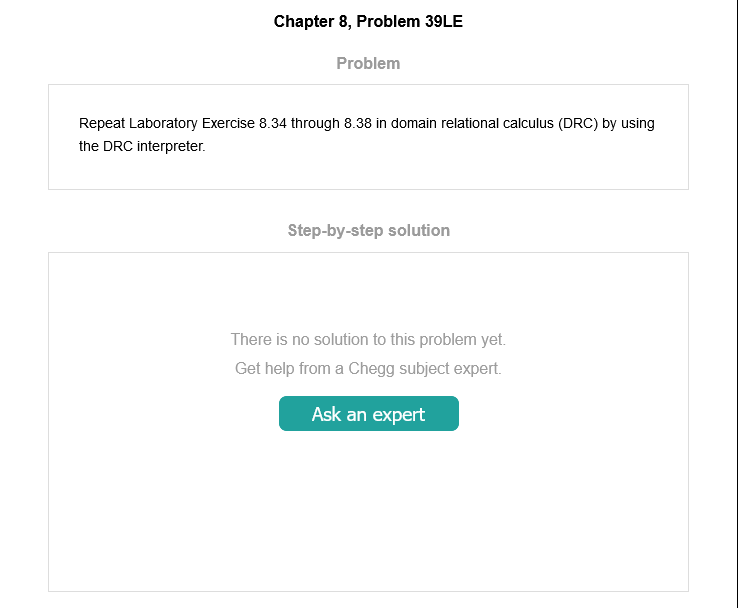 Chapter 8, Problem 39LE
Problem
Repeat Laboratory Exercise 8.34 through 8.38 in domain relational calculus (DRC) by using
the DRC interpreter.
Step-by-step solution
There is no solution to this problem yet.
Get help from a Chegg subject expert.
Ask an expert